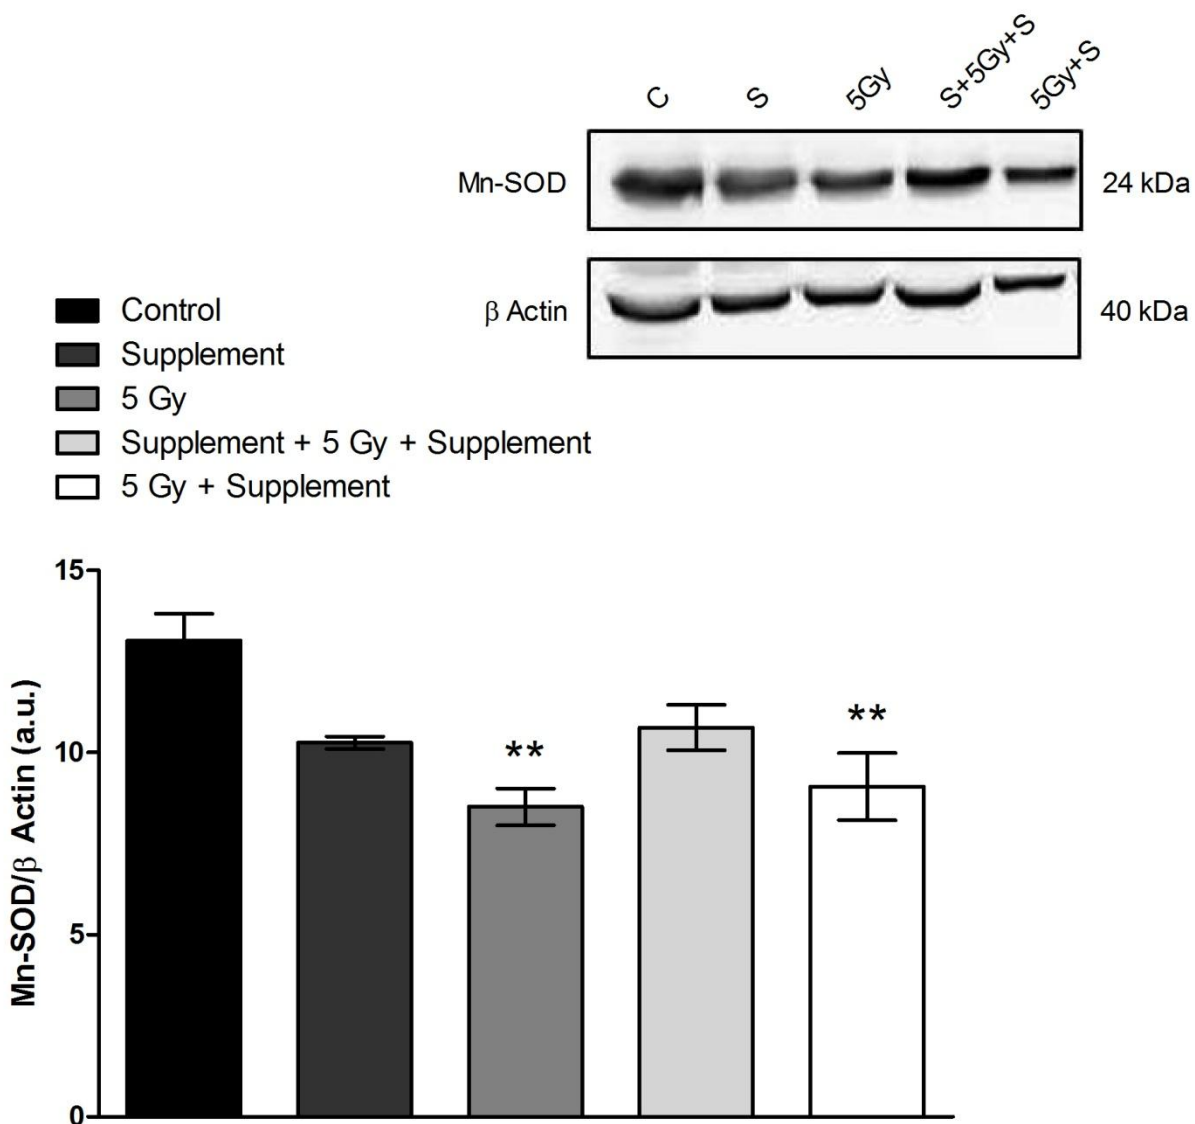 C
S
5Gy
S+5Gy+S
5Gy+S
Mn-SOD
24 kDa
β Actin
40 kDa
Control
Supplement
5 Gy
Supplement + 5 Gy + Supplement
5 Gy + Supplement
Mn-SOD/β Actin (a.u.)
15
10
5
0
**
**